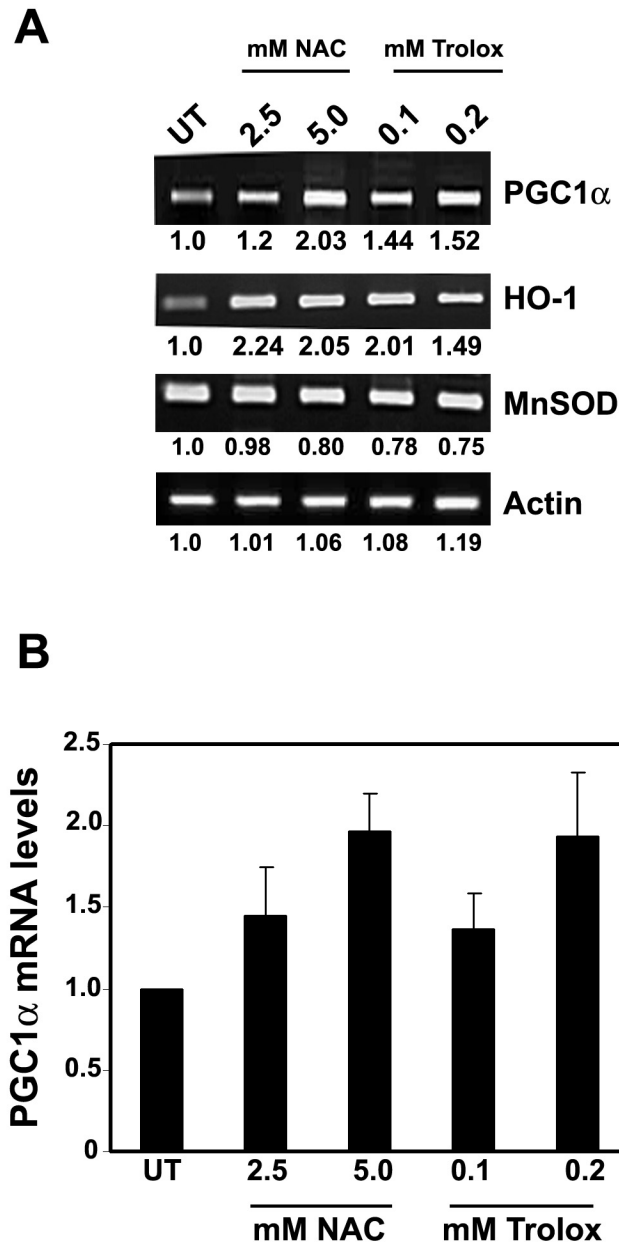 A
mM NAC mM Trolox
UT 2.5 5.0 0.1 0.2
PGC1α
1.0 1.2 2.03 1.44 1.52
HO-1
1.0 2.24 2.05 2.01 1.49
MnSOD
1.0 0.98 0.80 0.78 0.75
Actin
1.0 1.01 1.06 1.08 1.19
B
PGC1α mRNA levels
2.5
2.0
1.5
1.0
0.5
0
UT 2.5 5.0 0.1 0.2
mM NAC mM Trolox